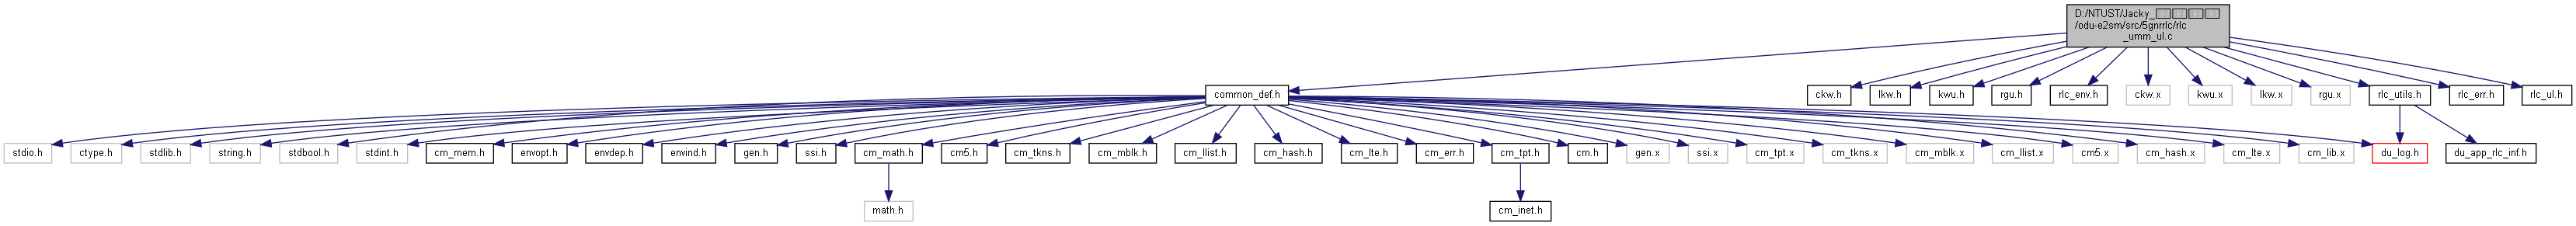 D:/NTUST/Jacky_
/odu-e2sm/src/5gnrrlc/rlc
_umm_ul.c
common_def.h
ckw.h
lkw.h
kwu.h
rgu.h
rlc_env.h
ckw.x
kwu.x
lkw.x
rgu.x
rlc_utils.h
rlc_err.h
rlc_ul.h
stdio.h
ctype.h
stdlib.h
string.h
stdbool.h
stdint.h
cm_mem.h
envopt.h
envdep.h
envind.h
gen.h
ssi.h
cm_math.h
cm5.h
cm_tkns.h
cm_mblk.h
cm_llist.h
cm_hash.h
cm_lte.h
cm_err.h
cm_tpt.h
cm.h
gen.x
ssi.x
cm_tpt.x
cm_tkns.x
cm_mblk.x
cm_llist.x
cm5.x
cm_hash.x
cm_lte.x
cm_lib.x
du_log.h
du_app_rlc_inf.h
math.h
cm_inet.h